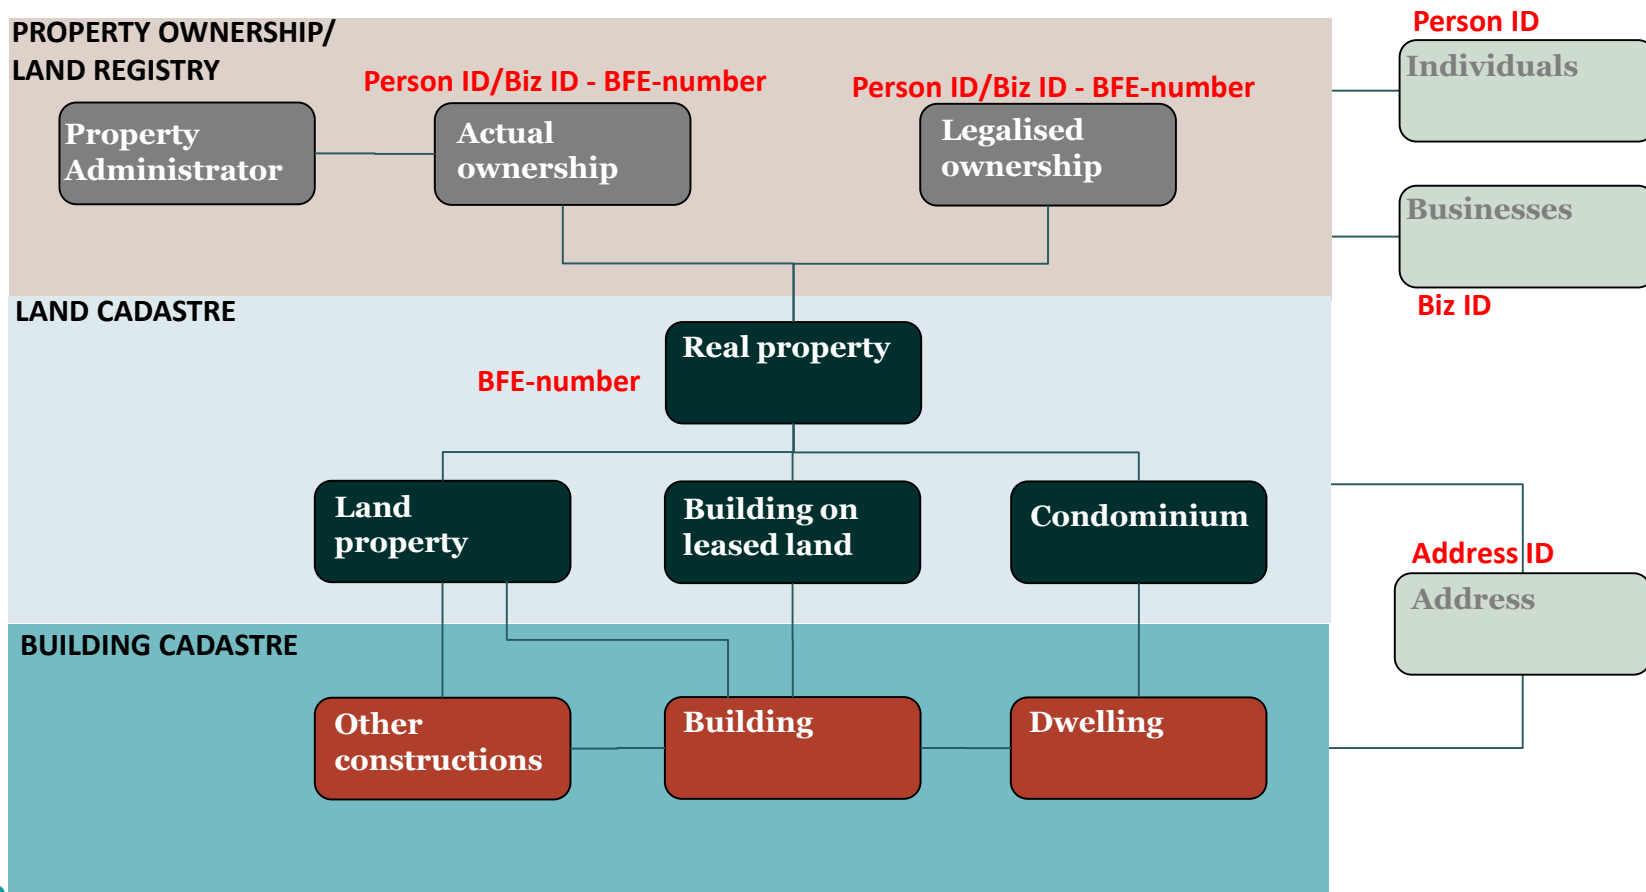 PROPERTY OWNERSHIP/
LAND REGISTRY
Person ID/Biz ID - BFE-number
Person ID/Biz ID - BFE-number
Property
Administrator
Actual
ownership
Legalised
ownership
Person ID
Individuals
Businesses
Biz ID
LAND CADASTRE
Real property
BFE-number
Land
property
Building on
leased land
Condominium
Address ID
Address
BUILDING CADASTRE
Other
constructions
Building
Dwelling